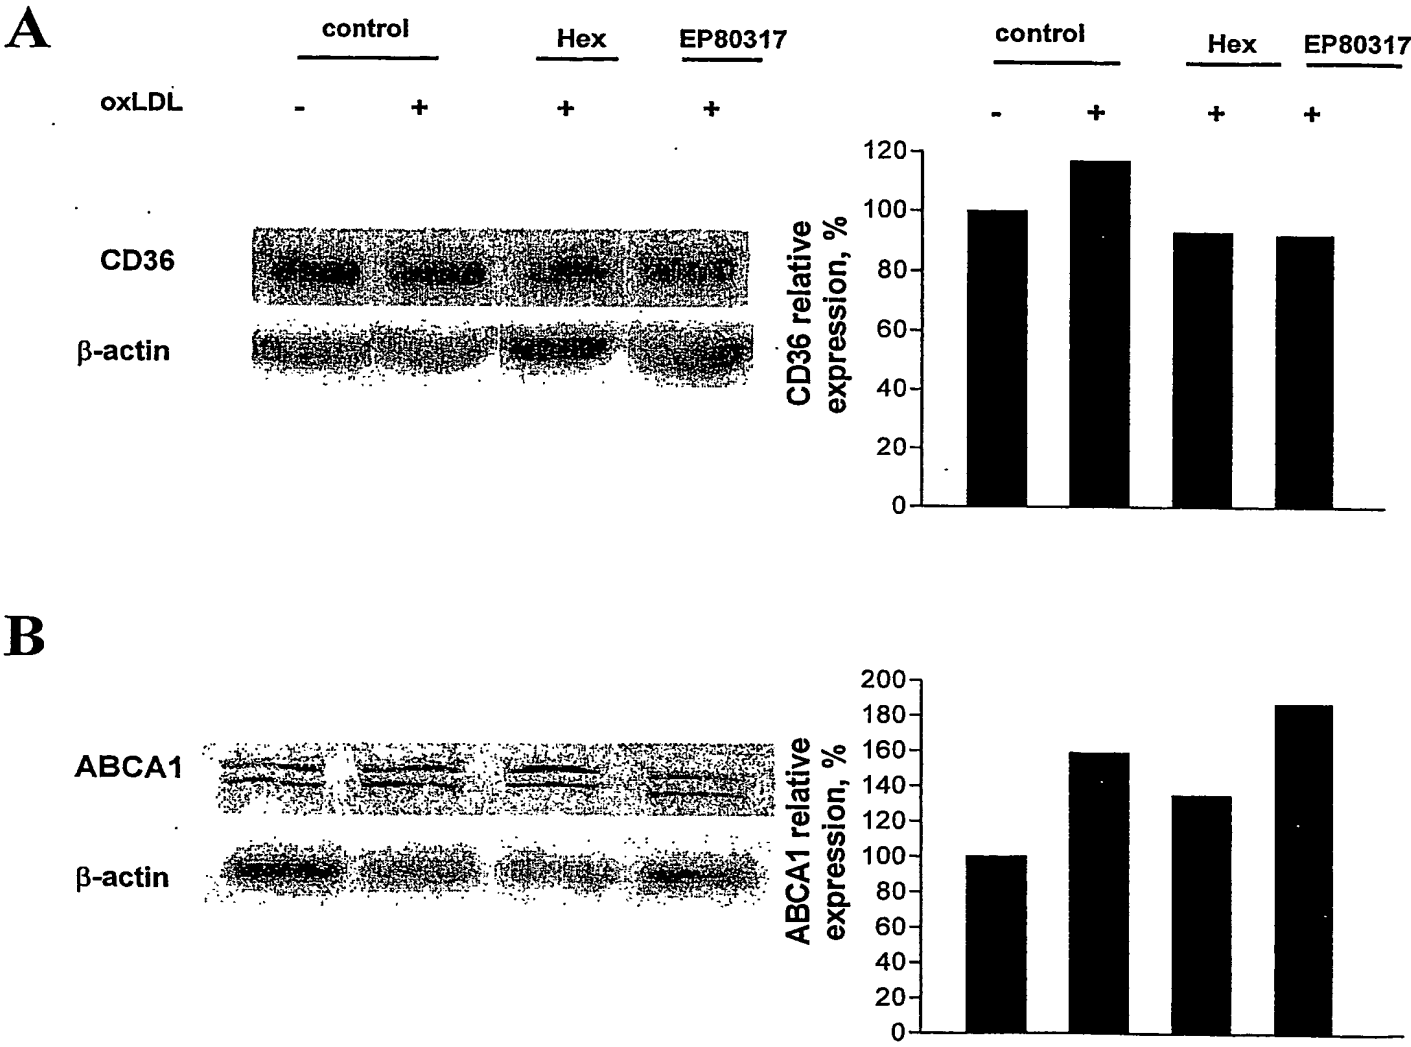 A
control Hex EP80317
oxLDL - + + +
CD36
β-actin
control Hex EP80317
- + + +
CD36 relative
expression, %
120
100
80
60
40
20
0
B
ABCA1
β-actin
ABCA1 relative
expression, %
200
180
160
140
120
100
80
60
40
20
0